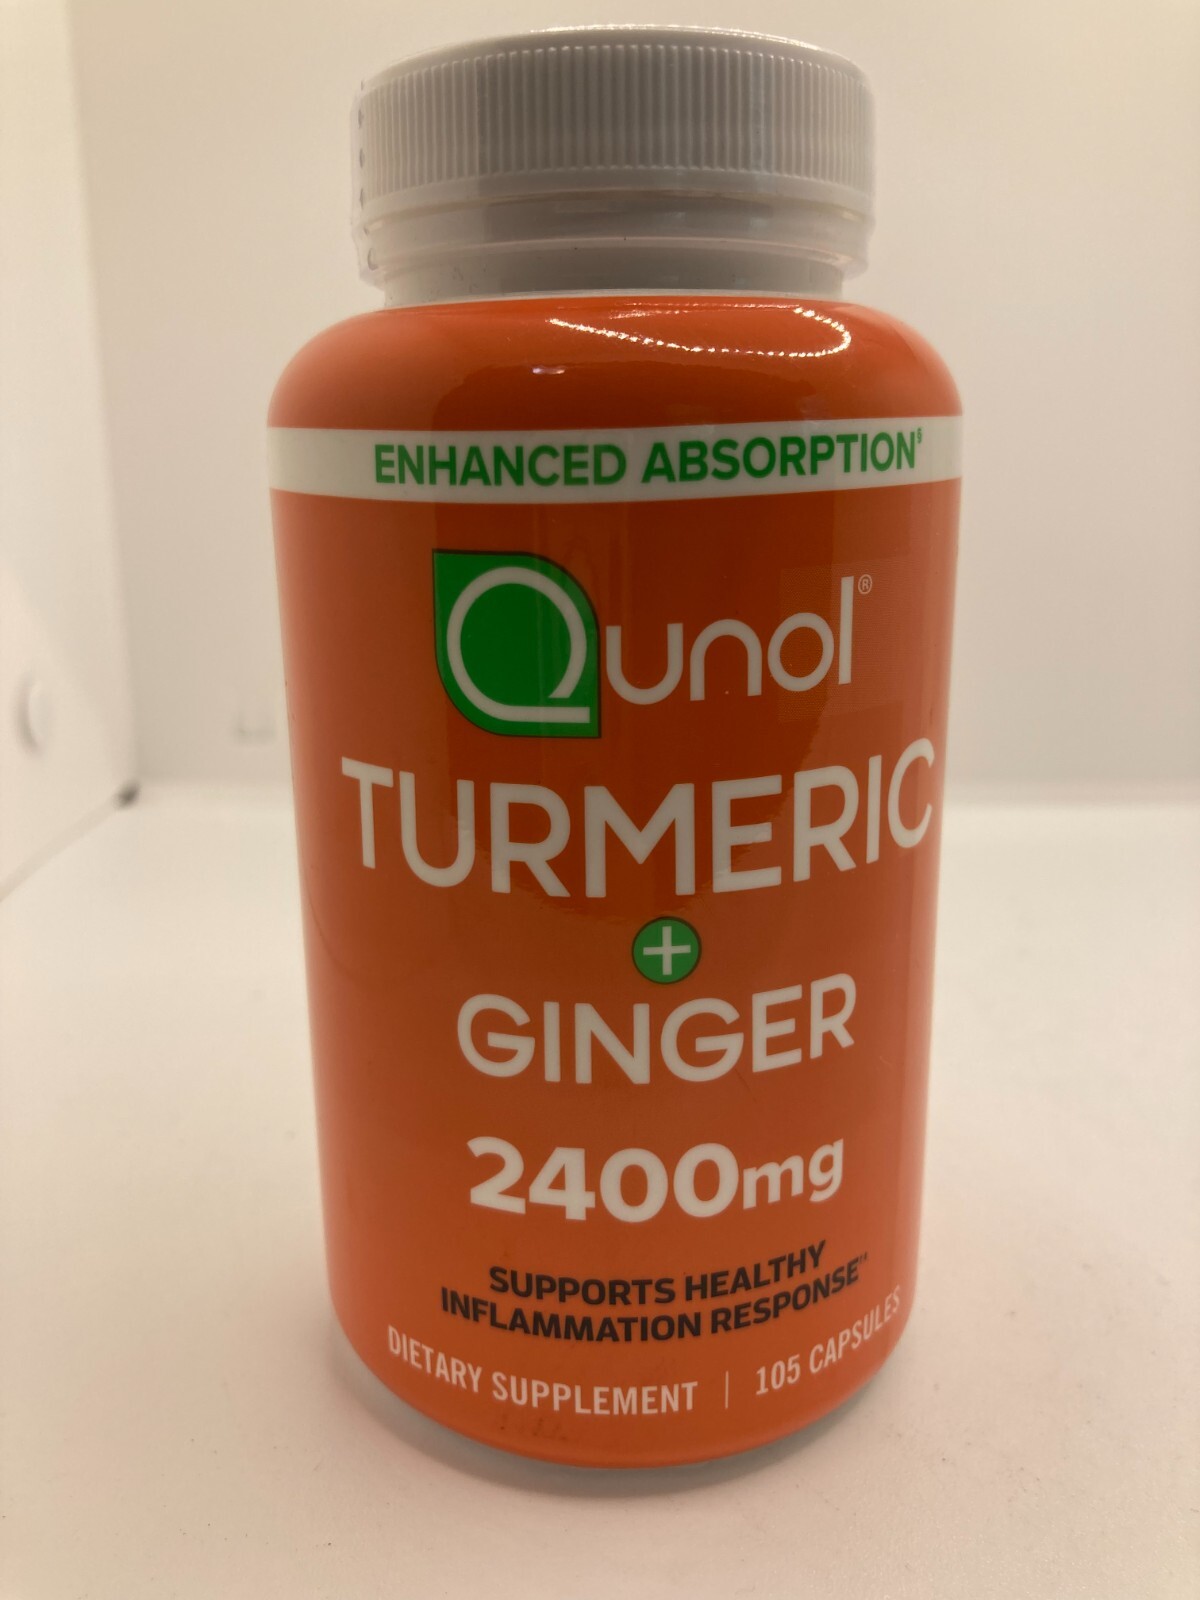 ENHANCED ABSORPTION§
Qunol®
TURMERIC
+
GINGER
2400mg
SUPPORTS HEALTHY
INFLAMMATION RESPONSE**
DIETARY SUPPLEMENT | 105 CAPSULES